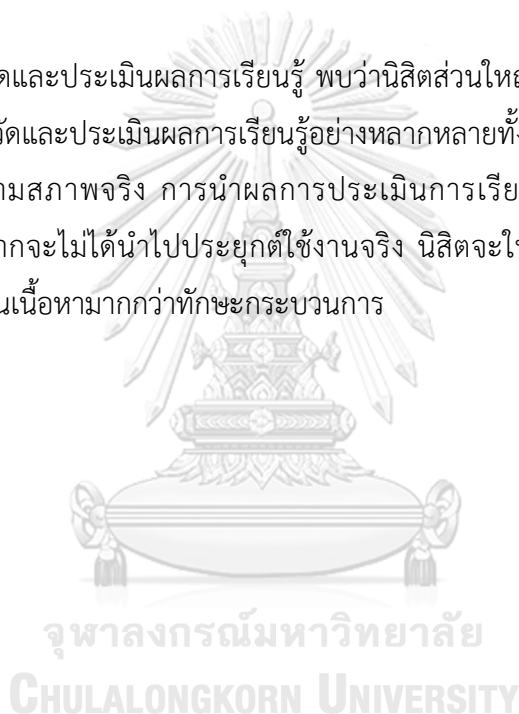 ดและประเมินผลการเรียนรู้ พบว่านิสิตส่วนใหญ
วัดและประเมินผลการเรียนรู้อย่างหลากหลายทั้ง
ามสภาพจริง การนำผลการประเมินการเรีย
ากจะไม่ได้นำไปประยุกต์ใช้งานจริง นิสิตจะให
นเนื้อหามากกว่าทักษะกระบวนการ
จุฬาลงกรณ์มหาวิทยาลัย
CHULALONGKORN UNIVERSITY